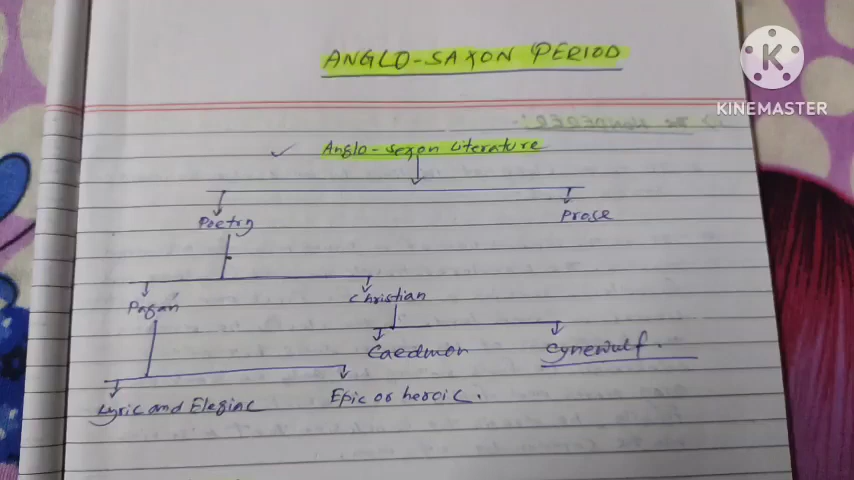 ANGLO-SAXON PERIOD
K
KINEMASTER
Anglo-Saxon Literature
Poetry
Prose
Pagan
Christian
Caedmon
Cynewulf.
Lyric and Elegiac
Epic or heroic.